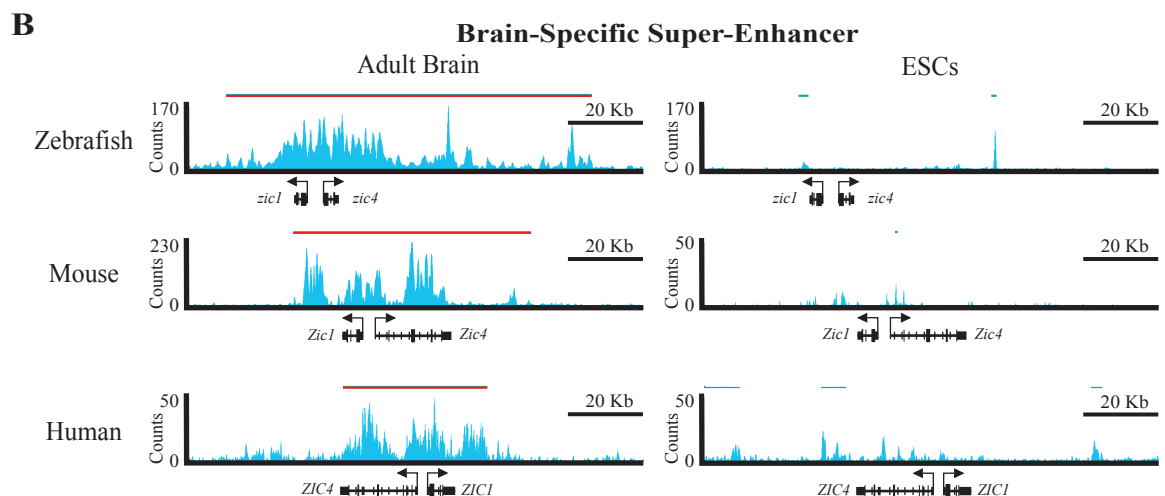 B
Brain-Specific Super-Enhancer
Adult Brain
ESCs
Zebrafish
Counts
170
0
20 Kb
zic1
zic4
Counts
170
0
20 Kb
zic1
zic4
Mouse
Counts
230
0
20 Kb
Zic1
Zic4
Counts
50
0
20 Kb
Zic1
Zic4
Human
Counts
50
0
20 Kb
ZIC4
ZIC1
Counts
50
0
20 Kb
ZIC4
ZIC1